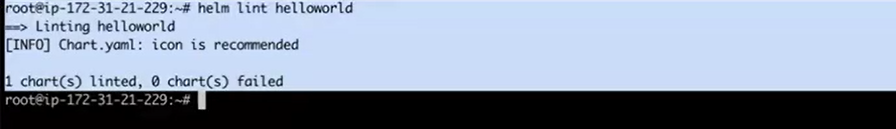 root@ip-172-31-21-229:~# helm lint helloworld
==> Linting helloworld
[INFO] Chart.yaml: icon is recommended
1 chart(s) linted, 0 chart(s) failed
root@ip-172-31-21-229:~#